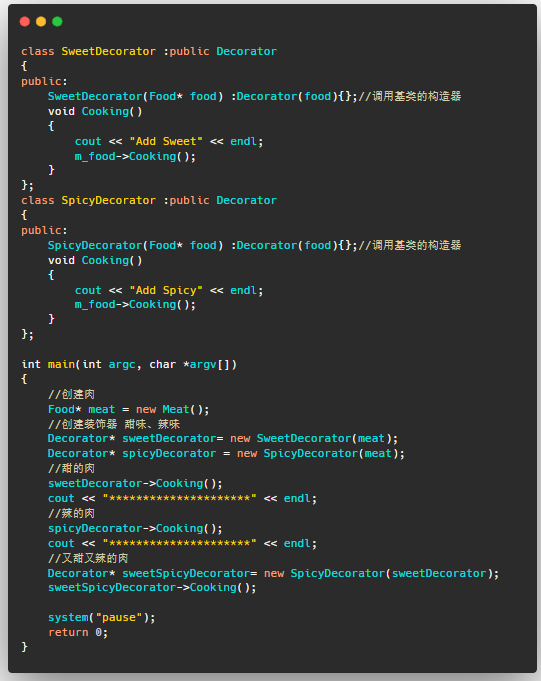 class SweetDecorator :public Decorator
{
public:
    SweetDecorator(Food* food) :Decorator(food){};//调用基类的构造器
    void Cooking()
    {
        cout << "Add Sweet" << endl;
        m_food->Cooking();
    }
};
class SpicyDecorator :public Decorator
{
public:
    SpicyDecorator(Food* food) :Decorator(food){};//调用基类的构造器
    void Cooking()
    {
        cout << "Add Spicy" << endl;
        m_food->Cooking();
    }
};

int main(int argc, char *argv[])
{
    //创建肉
    Food* meat = new Meat();
    //创建装饰器 甜味、辣味
    Decorator* sweetDecorator= new SweetDecorator(meat);
    Decorator* spicyDecorator = new SpicyDecorator(meat);
    //甜的肉
    sweetDecorator->Cooking();
    cout << "*********************" << endl;
    //辣的肉
    spicyDecorator->Cooking();
    cout << "*********************" << endl;
    //又甜又辣的肉
    Decorator* sweetSpicyDecorator= new SpicyDecorator(sweetDecorator);
    sweetSpicyDecorator->Cooking();

    system("pause");
    return 0;
}